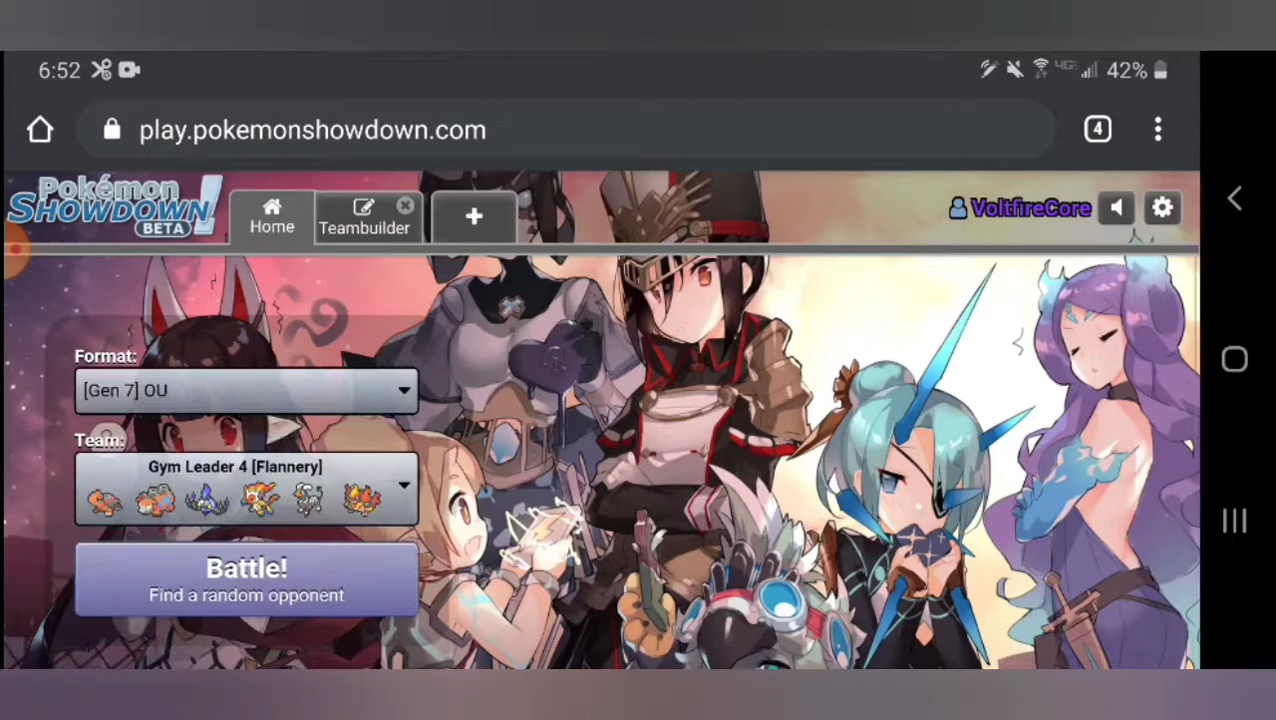 6:52
4G 42%
play.pokemonshowdown.com
4
Pokémon
SHOWDOWN!
BETA
Home
Teambuilder
+
VoltfireCore
Format:
[Gen 7] OU
Team:
Gym Leader 4 [Flannery]
Battle!
Find a random opponent